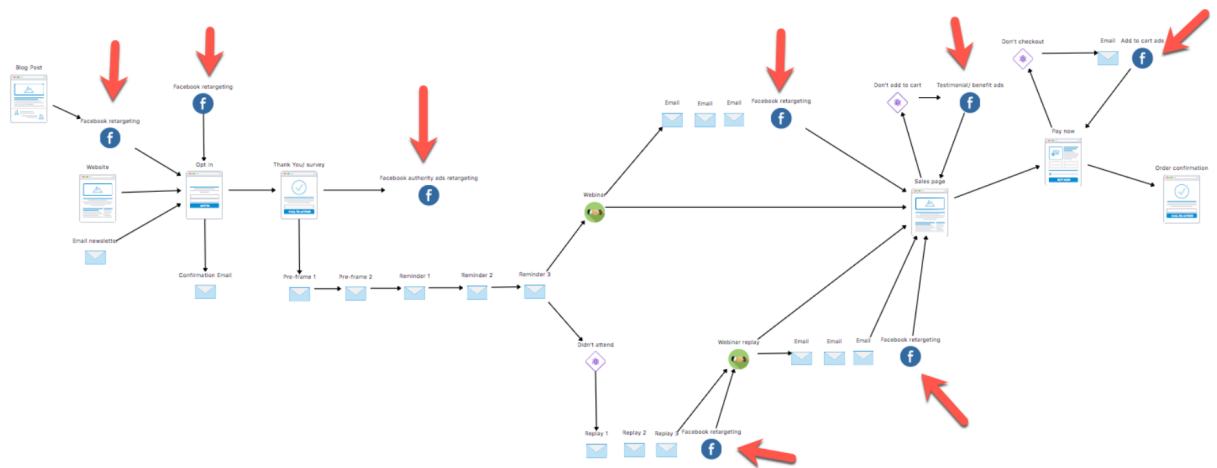 Blog Post
Facebook retargeting
Facebook retargeting
Website
Email newsletter
Opt in
Confirmation Email
Thank You/ survey
Facebook authority ads retargeting
Pre-frame 1
Pre-frame 2
Reminder 1
Reminder 2
Reminder 3
Webinar
Email
Email
Email
Facebook retargeting
Didn't attend
Replay 1
Replay 2
Replay 3
Facebook retargeting
Webinar replay
Email
Email
Email
Facebook retargeting
Don't add to cart
Testimonial/ benefit ads
Sales page
Don't checkout
Email
Add to cart ads
Pay now
Order confirmation